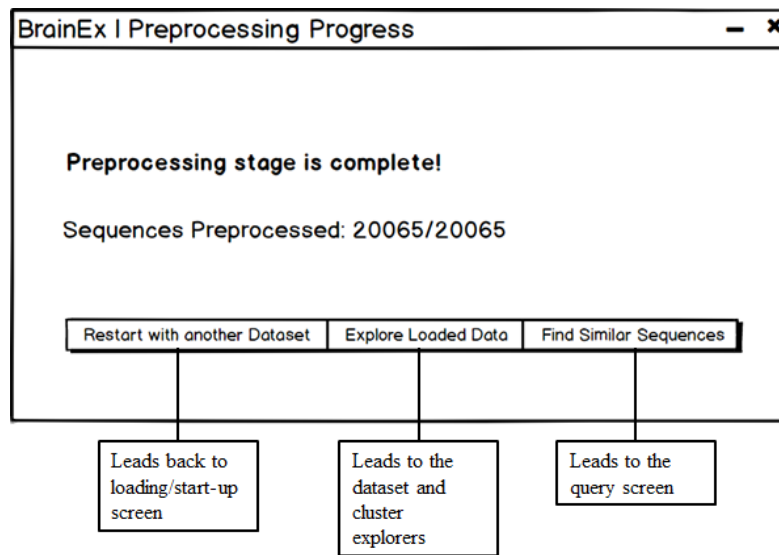 BrainEx | Preprocessing Progress
Preprocessing stage is complete!
Sequences Preprocessed: 20065/20065
Restart with another Dataset
Explore Loaded Data
Find Similar Sequences
Leads back to
loading/start-up
screen
Leads to the
dataset and
cluster
explorers
Leads to the
query screen